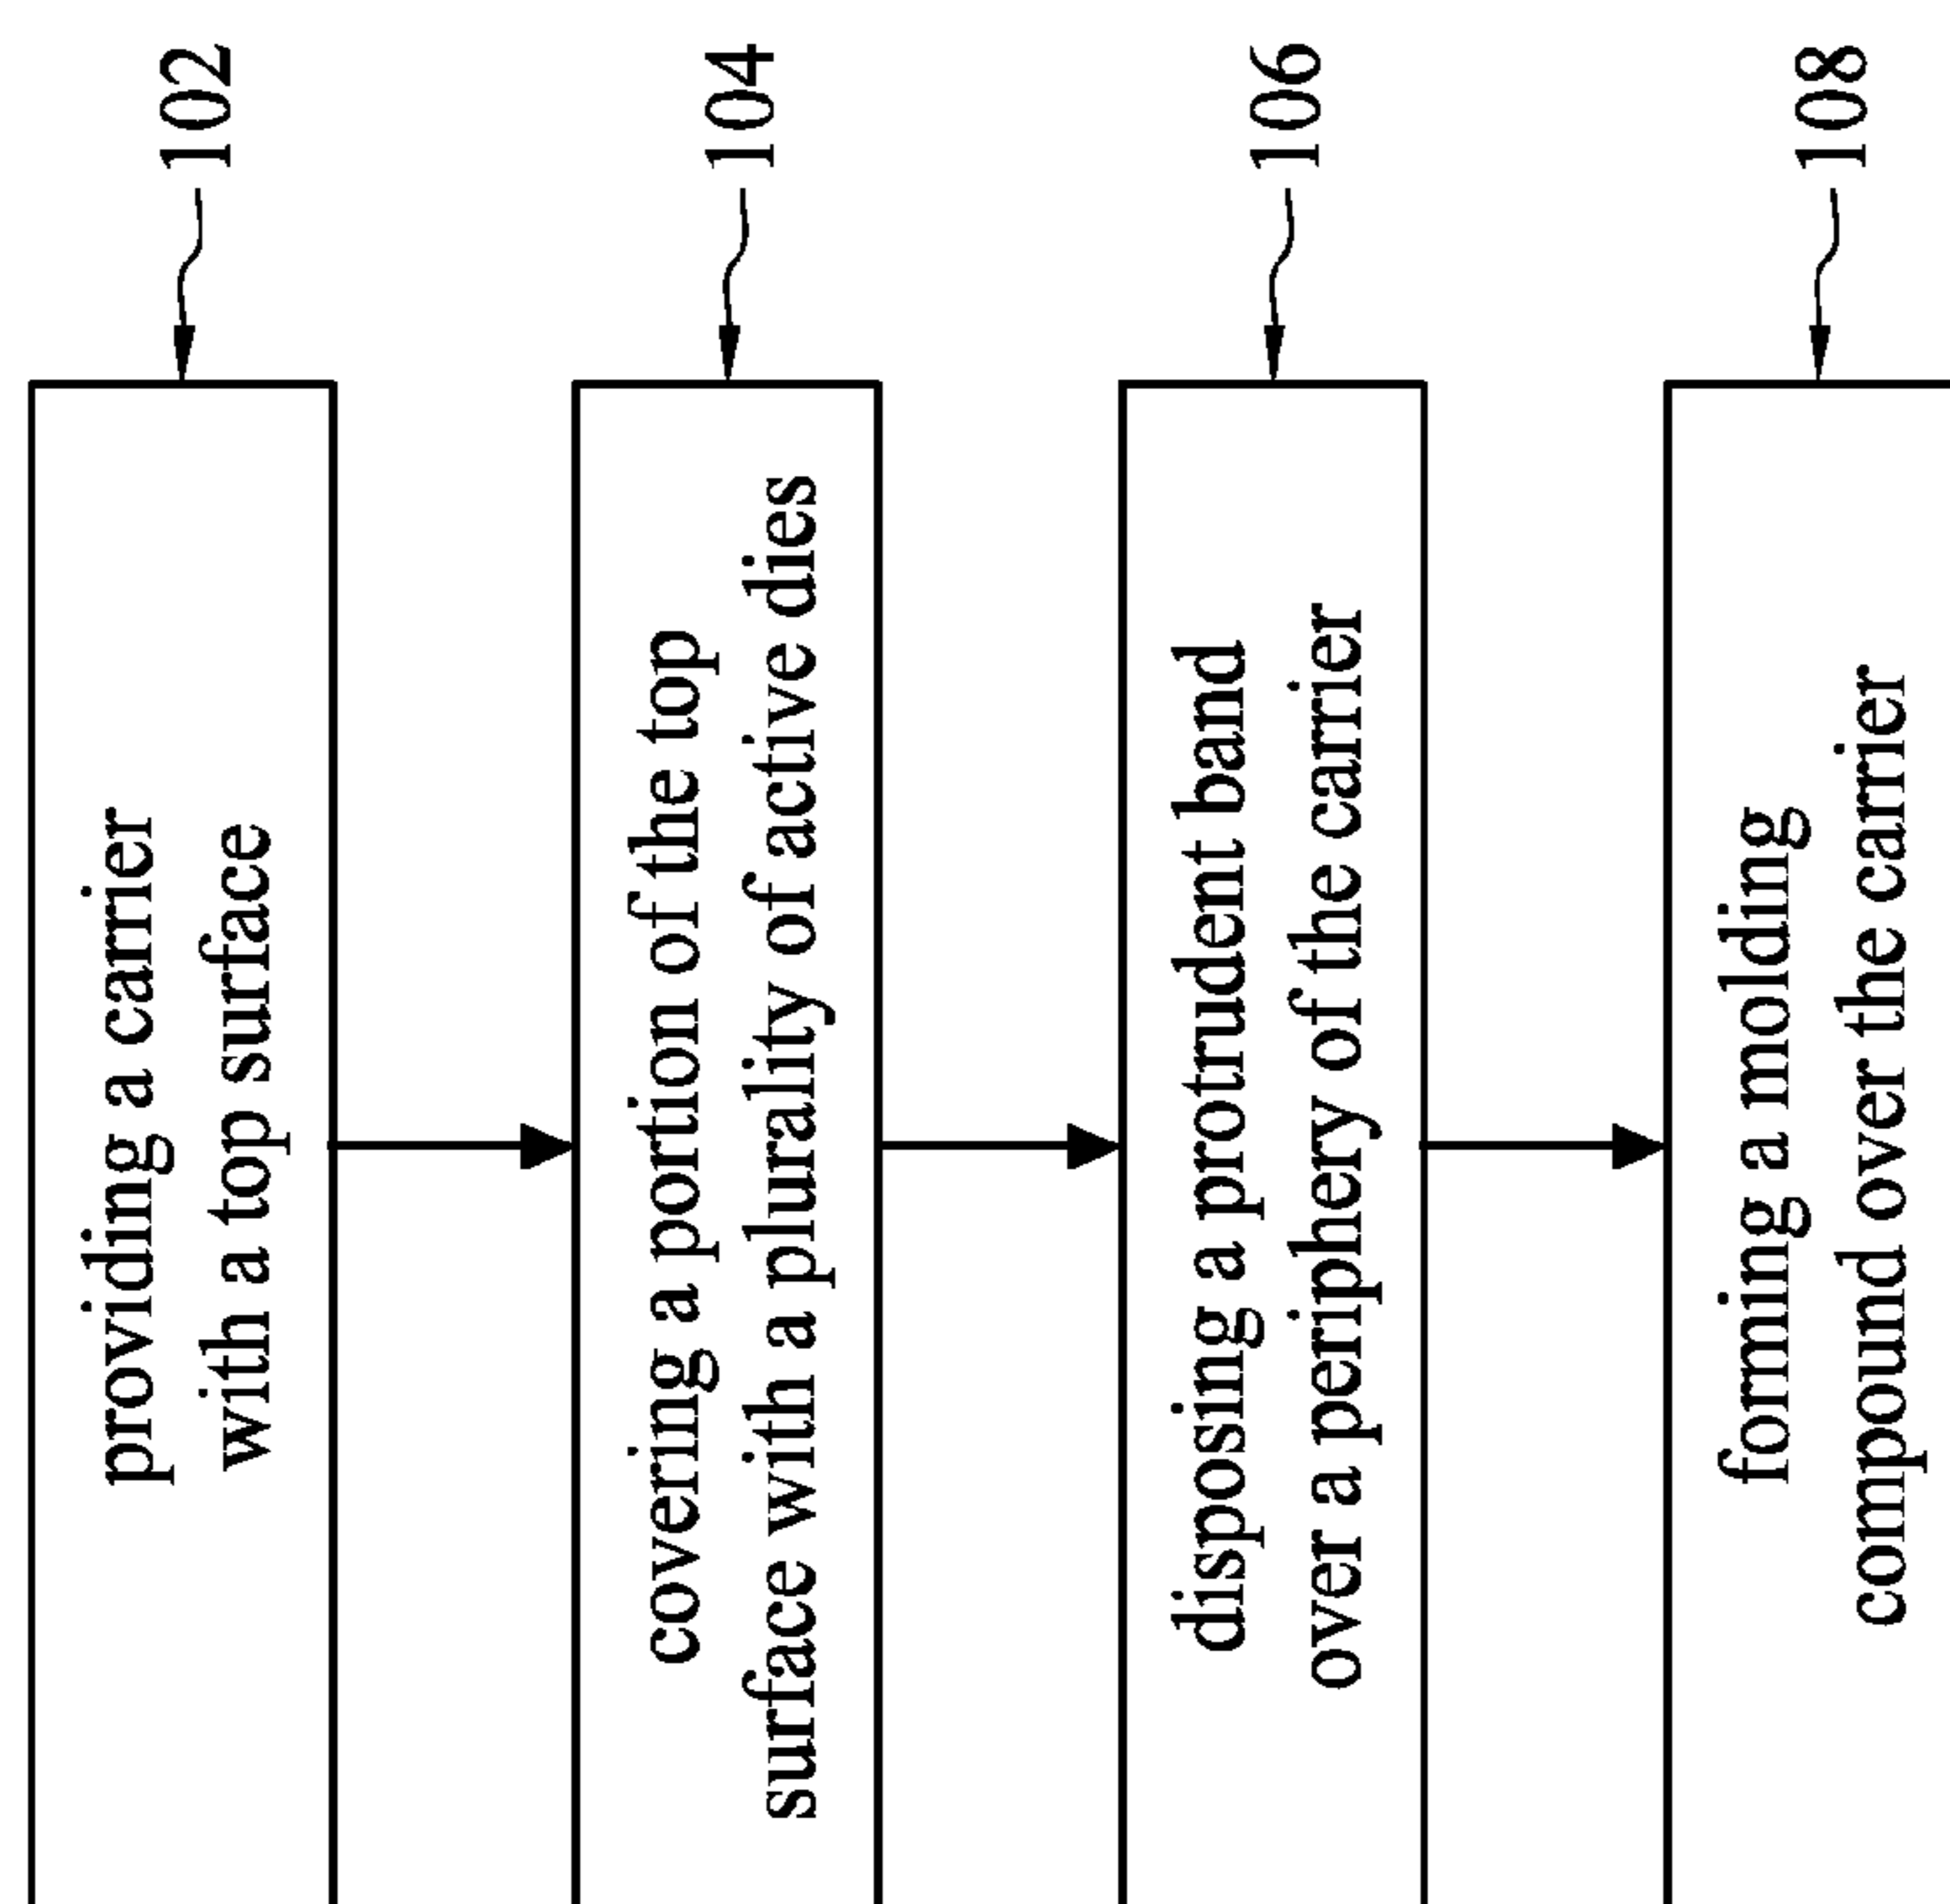 providing a carrier
with a top surface
102
covering a portion of the top
surface with a plurality of active dies
104
disposing a protrudent band
over a periphery of the carrier
106
forming a molding
compound over the carrier
108